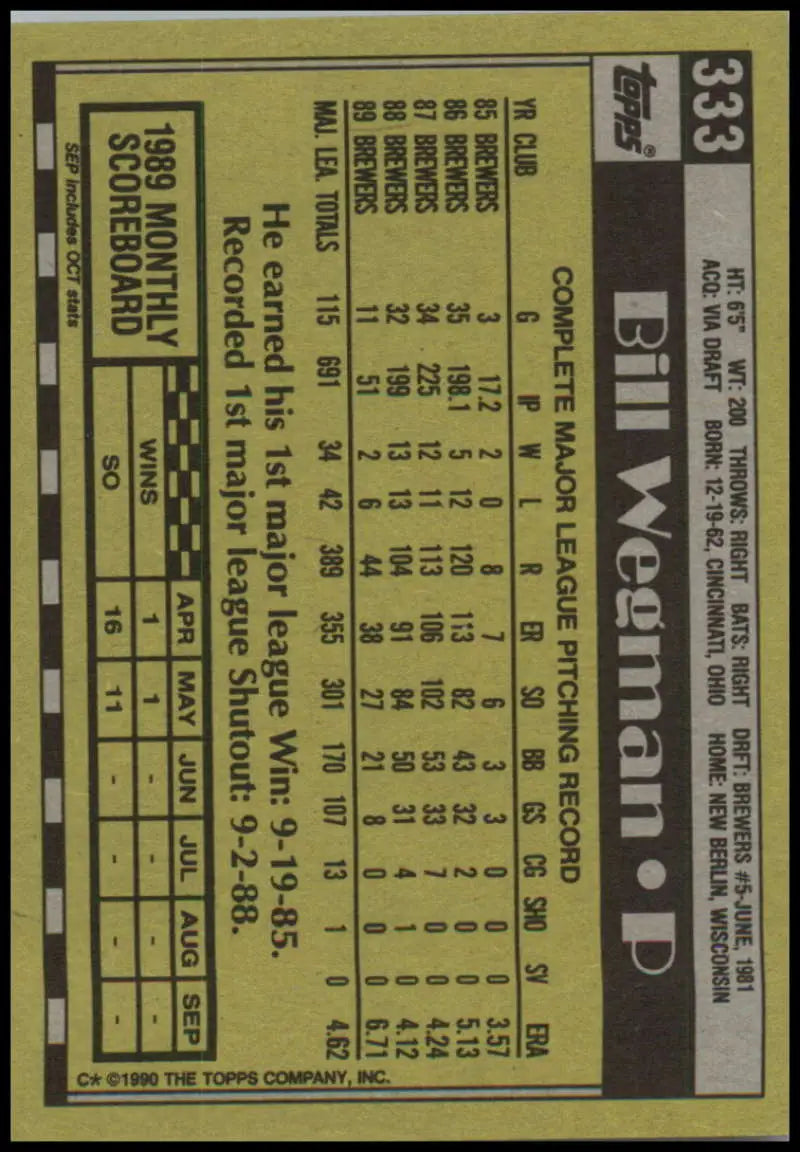 333
topps®
HT: 6'5" WT: 200 THROWS: RIGHT BATS: RIGHT DRFT: BREWERS #5-JUNE, 1981
ACQ: VIA DRAFT BORN: 12-19-62, CINCINNATI, OHIO HOME: NEW BERLIN, WISCONSIN
Bill Wegman • P
COMPLETE MAJOR LEAGUE PITCHING RECORD
YR CLUB G IP W L R ER SO BB GS CG SHO SV ERA
85 BREWERS 3 17.2 2 0 8 7 6 3 3 0 0 0 3.57
86 BREWERS 35 198.1 5 12 120 113 82 43 32 2 0 0 5.13
87 BREWERS 34 225 12 11 113 106 102 53 33 7 0 0 4.24
88 BREWERS 32 199 13 13 104 91 84 50 31 4 1 0 4.12
89 BREWERS 11 51 2 6 44 38 27 21 8 0 0 0 6.71
MAJ. LEA. TOTALS 115 691 34 42 389 355 301 170 107 13 1 0 4.62
He earned his 1st major league Win: 9-19-85.
Recorded 1st major league Shutout: 9-2-88.
1989 MONTHLY
SCOREBOARD
APR MAY JUN JUL AUG SEP
WINS 1 1 - - - -
SO 16 11 - - - -
SEP includes OCT stats
C* ©1990 THE TOPPS COMPANY, INC.